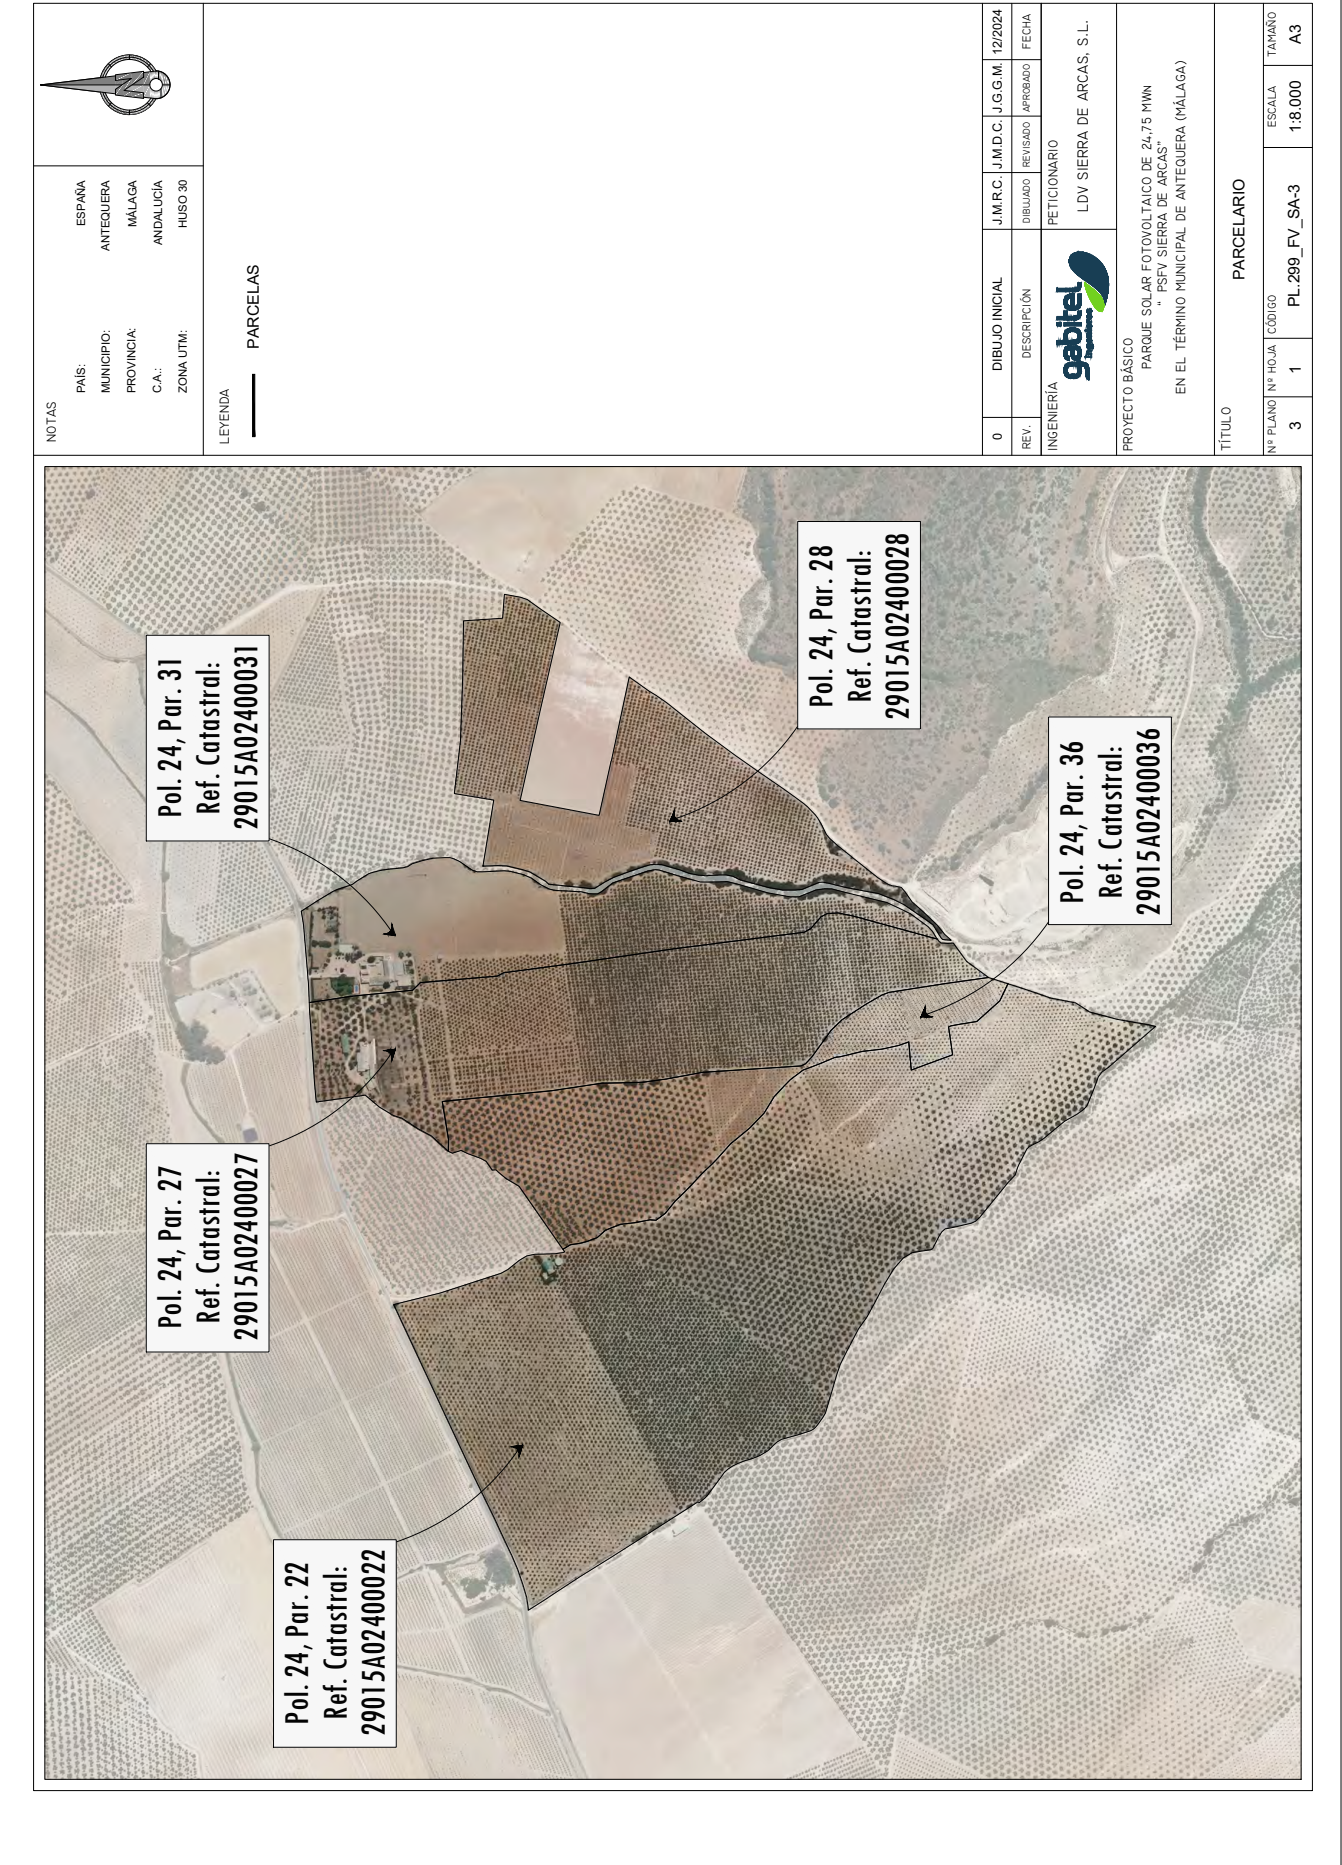 Pol. 24, Par. 22
Ref. Catastral:
29015A02400022
Pol. 24, Par. 27
Ref. Catastral:
29015A02400027
Pol. 24, Par. 31
Ref. Catastral:
29015A02400031
Pol. 24, Par. 28
Ref. Catastral:
29015A02400028
Pol. 24, Par. 36
Ref. Catastral:
29015A02400036
NOTAS
PAÍS: ESPAÑA
MUNICIPIO: ANTEQUERA
PROVINCIA: MÁLAGA
C.A.: ANDALUCÍA
ZONA UTM: HUSO 30
N
LEYENDA
PARCELAS
0 DIBUJO INICIAL J.M.R.C. J.M.D.C. J.G.G.M. 12/2024
REV. DESCRIPCIÓN DIBUJADO REVISADO APROBADO FECHA
INGENIERÍA
gabitel
Ingenieros
PETICIONARIO
LDV SIERRA DE ARCAS, S.L.
PROYECTO BÁSICO
PARQUE SOLAR FOTOVOLTAICO DE 24,75 MWN
" PSFV SIERRA DE ARCAS"
EN EL TÉRMINO MUNICIPAL DE ANTEQUERA (MÁLAGA)
TÍTULO
PARCELARIO
Nº PLANO Nº HOJA CÓDIGO ESCALA TAMAÑO
3 1 PL.299_FV_SA-3 1:8.000 A3